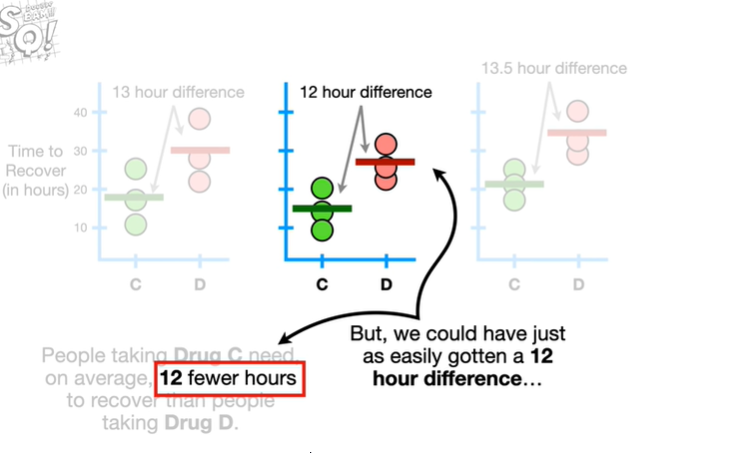 SQ!
13 hour difference
12 hour difference
13.5 hour difference
Time to
Recover
(in hours)
40
30
20
10
C D
C D
C D
People taking Drug C need,
on average, 12 fewer hours
to recover than people
taking Drug D.
But, we could have just
as easily gotten a 12
hour difference…